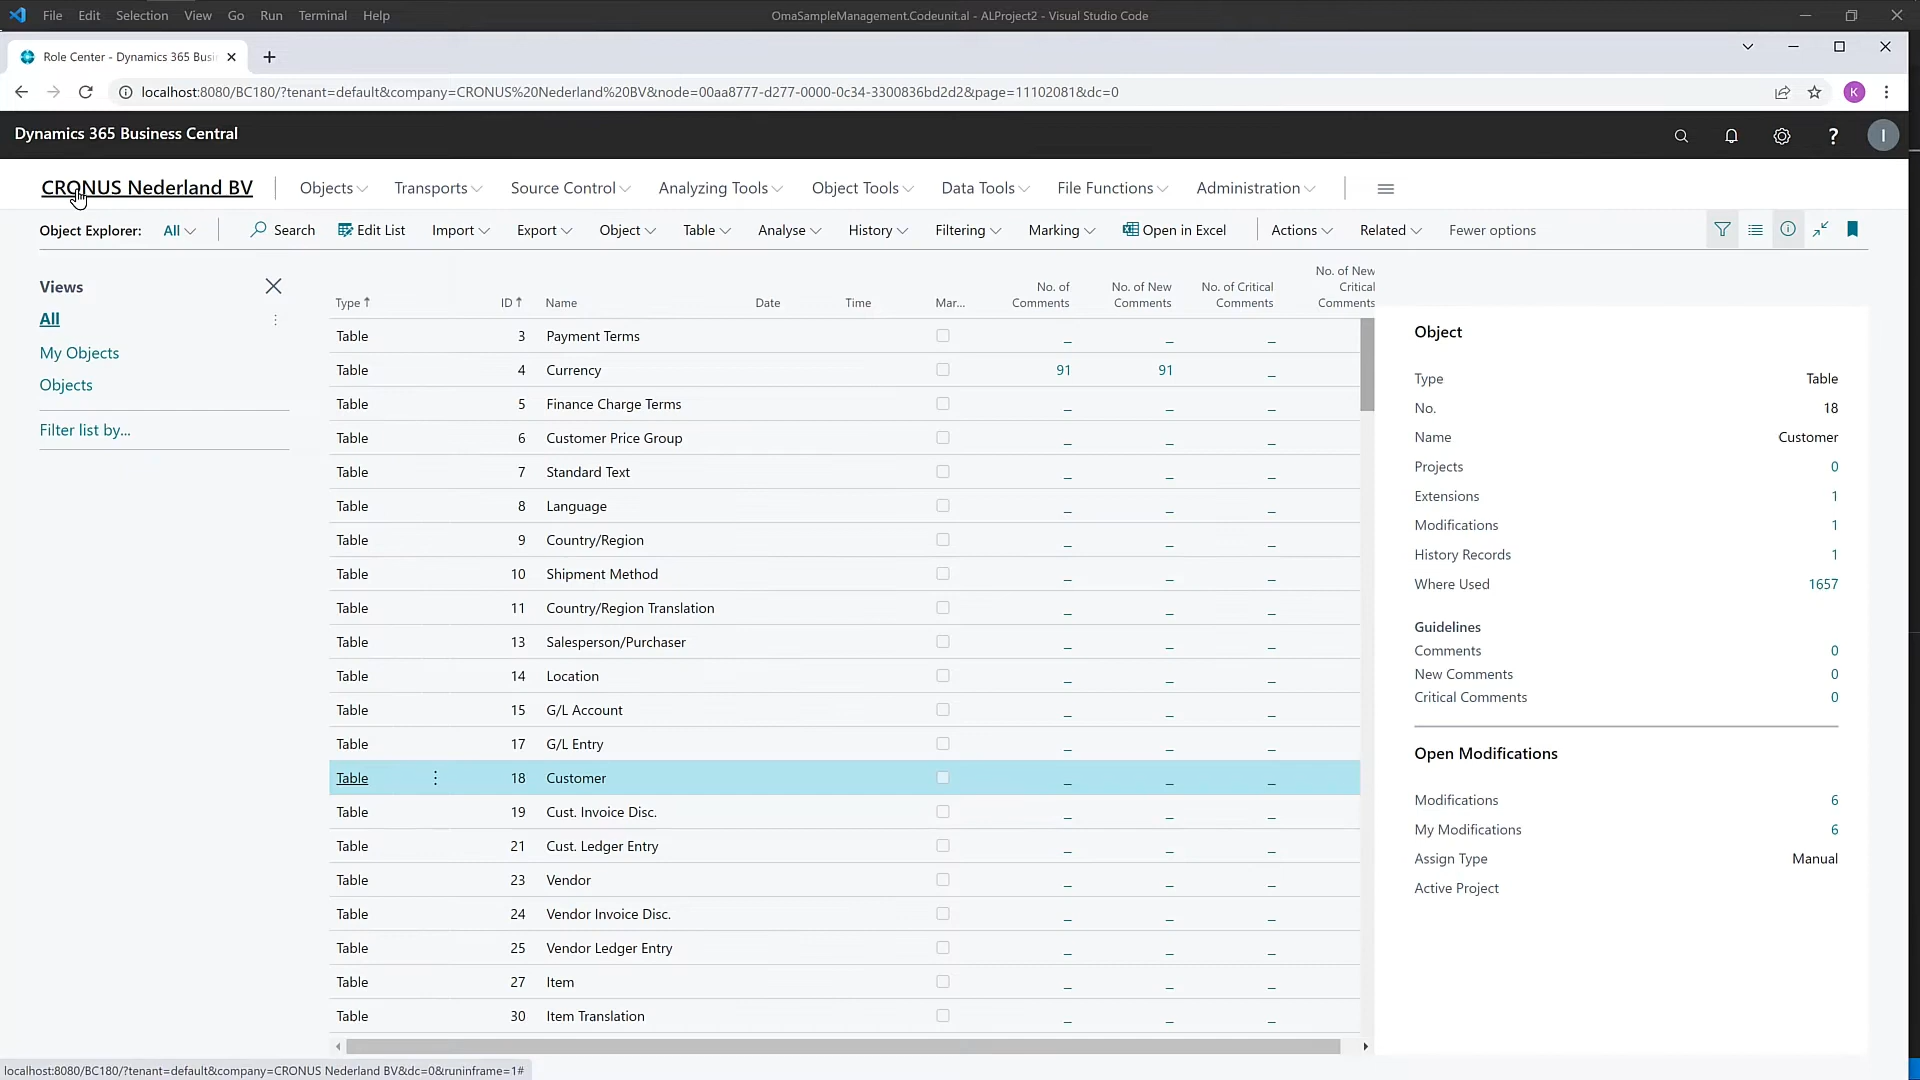 File Edit Selection View Go Run Terminal Help OmaSampleManagement.Codeunit.al - ALProject2 - Visual Studio Code
Role Center - Dynamics 365 Busi
localhost:8080/BC180/?tenant=default&company=CRONUS%20Nederland%20BV&node=00aa8777-d277-0000-0c34-3300836bd2d2&page=11102081&dc=0
K
Dynamics 365 Business Central ? I
CRONUS Nederland BV Objects Transports Source Control Analyzing Tools Object Tools Data Tools File Functions Administration
Object Explorer: All Search Edit List Import Export Object Table Analyse History Filtering Marking Open in Excel Actions Related Fewer options
Views
All
My Objects
Objects
Filter list by...
Type ↑ ID ↑ Name Date Time Mar... No. of Comments No. of New Comments No. of Critical Comments No. of New Critical Comments
Table 3 Payment Terms _ _ _
Table 4 Currency 91 91 _
Table 5 Finance Charge Terms _ _ _
Table 6 Customer Price Group _ _ _
Table 7 Standard Text _ _ _
Table 8 Language _ _ _
Table 9 Country/Region _ _ _
Table 10 Shipment Method _ _ _
Table 11 Country/Region Translation _ _ _
Table 13 Salesperson/Purchaser _ _ _
Table 14 Location _ _ _
Table 15 G/L Account _ _ _
Table 17 G/L Entry _ _ _
Table 18 Customer _ _ _
Table 19 Cust. Invoice Disc. _ _ _
Table 21 Cust. Ledger Entry _ _ _
Table 23 Vendor _ _ _
Table 24 Vendor Invoice Disc. _ _ _
Table 25 Vendor Ledger Entry _ _ _
Table 27 Item _ _ _
Table 30 Item Translation _ _ _
Object
Type Table
No. 18
Name Customer
Projects 0
Extensions 1
Modifications 1
History Records 1
Where Used 1657
Guidelines
Comments 0
New Comments 0
Critical Comments 0
Open Modifications
Modifications 6
My Modifications 6
Assign Type Manual
Active Project
localhost:8080/BC180/?tenant=default&company=CRONUS Nederland BV&dc=0&runinframe=1#